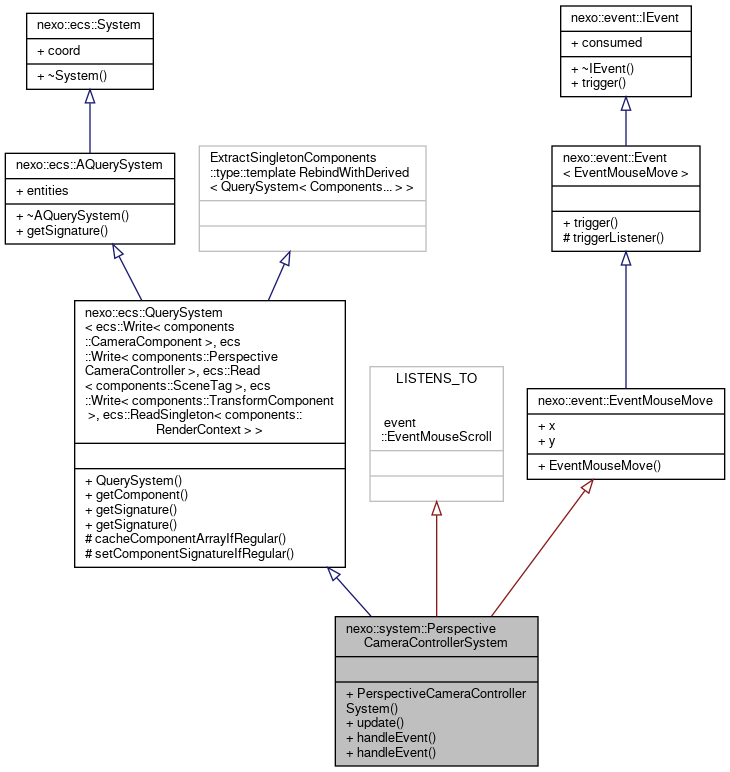 nexo::ecs::System
+ coord
+ ~System()
nexo::event::IEvent
+ consumed
+ ~IEvent()
+ trigger()
nexo::ecs::AQuerySystem
+ entities
+ ~AQuerySystem()
+ getSignature()
ExtractSingletonComponents
::type::template RebindWithDerived
< QuerySystem< Components... > >
nexo::event::Event
< EventMouseMove >
+ trigger()
# triggerListener()
nexo::ecs::QuerySystem
< ecs::Write< components
::CameraComponent >, ecs
::Write< components::Perspective
CameraController >, ecs::Read
< components::SceneTag >, ecs
::Write< components::TransformComponent
>, ecs::ReadSingleton< components::
RenderContext > >
+ QuerySystem()
+ getComponent()
+ getSignature()
+ getSignature()
# cacheComponentArrayIfRegular()
# setComponentSignatureIfRegular()
LISTENS_TO
event
::EventMouseScroll
nexo::event::EventMouseMove
+ x
+ y
+ EventMouseMove()
nexo::system::Perspective
CameraControllerSystem
+ PerspectiveCameraController
System()
+ update()
+ handleEvent()
+ handleEvent()